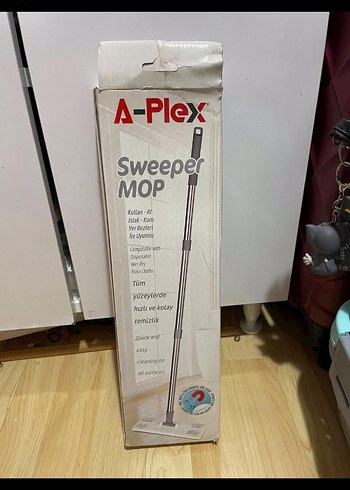 A-Plex
Sweeper
MOP
Kullan - At
Islak - Kuru
Yer Bezleri
İle Uyumlu
Compatible with
Disposable
Wet-Dry
Floor Cloths
Tüm
yüzeylerde
hızlı ve kolay
temizlik
Quick and
easy
cleaning on
all surfaces